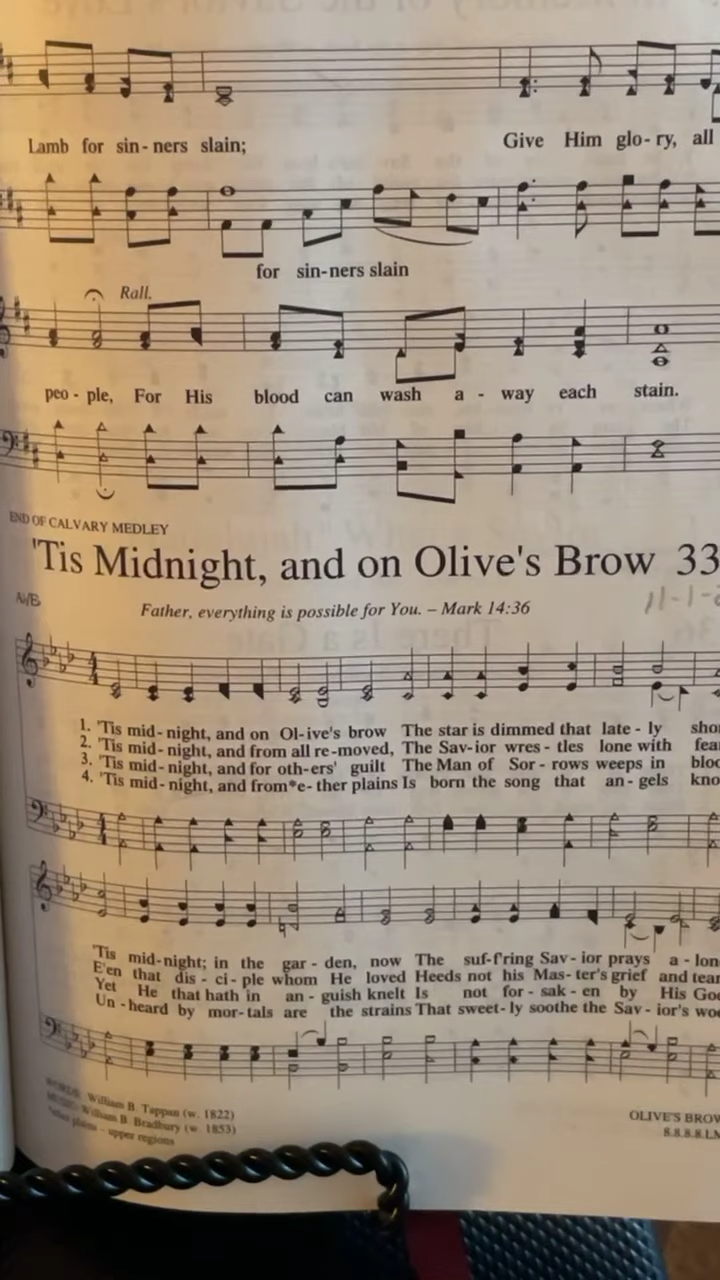 Lamb for sin - ners slain; Give Him glo - ry, all
for sin - ners slain
Rall.
peo - ple, For His blood can wash a - way each stain.
END OF CALVARY MEDLEY
'Tis Midnight, and on Olive's Brow 33
A♭/B
Father, everything is possible for You. – Mark 14:36
1. 'Tis mid - night, and on Ol - ive's brow The star is dimmed that late - ly
2. 'Tis mid - night, and from all re - moved, The Sav - ior wres - tles lone with
3. 'Tis mid - night, and for oth - ers' guilt The Man of Sor - rows weeps in
4. 'Tis mid - night, and from *e - ther plains Is born the song that an - gels
'Tis mid - night; in the gar - den, now The suf - f'ring Sav - ior prays a -
E'en that dis - ci - ple whom He loved Heeds not his Mas - ter's grief and
Yet He that hath in an - guish knelt Is not for - sak - en by His
Un - heard by mor - tals are the strains That sweet - ly soothe the Sav - ior's
WORDS: William B. Tappan (w. 1822)
MUSIC: William B. Bradbury (w. 1853)
*ether plains – upper regions
OLIVE'S BROW
8.8.8.8.LM